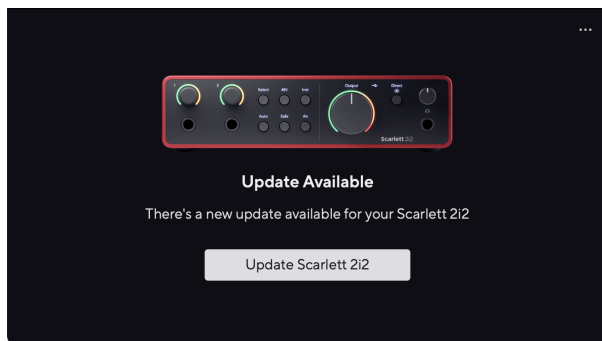 ...
1
2
Select
48V
Inst
Output
Direct
Auto
Safe
Air
Scarlett 2i2
Update Available
There's a new update available for your Scarlett 2i2
Update Scarlett 2i2